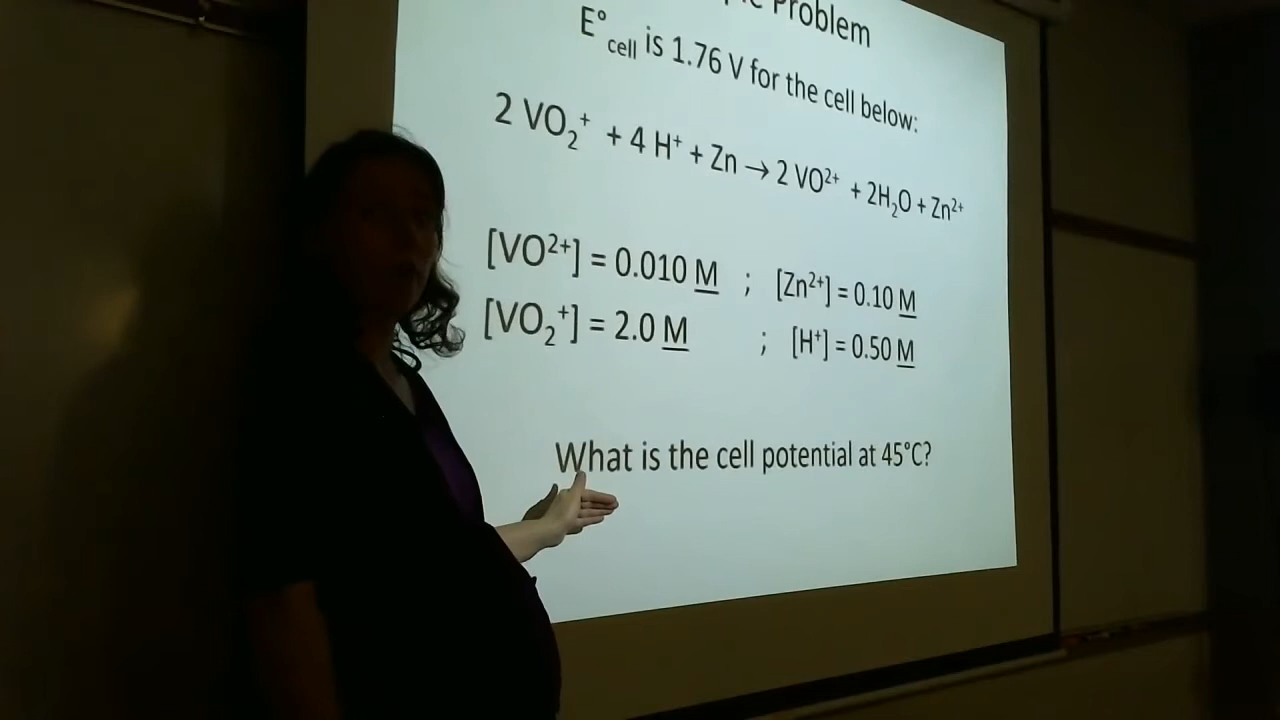 Problem
E°cell is 1.76 V for the cell below:
2 VO₂⁺ + 4 H⁺ + Zn → 2 VO²⁺ + 2H₂O + Zn²⁺
[VO²⁺] = 0.010 M ; [Zn²⁺] = 0.10 M
[VO₂⁺] = 2.0 M ; [H⁺] = 0.50 M
What is the cell potential at 45°C?